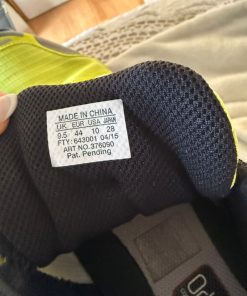 MADE IN CHINA
UK EUR USA JAPAN
9.5 44 10 28
FTY: 643001 04/15
ART NO. 376090
Pat. Pending